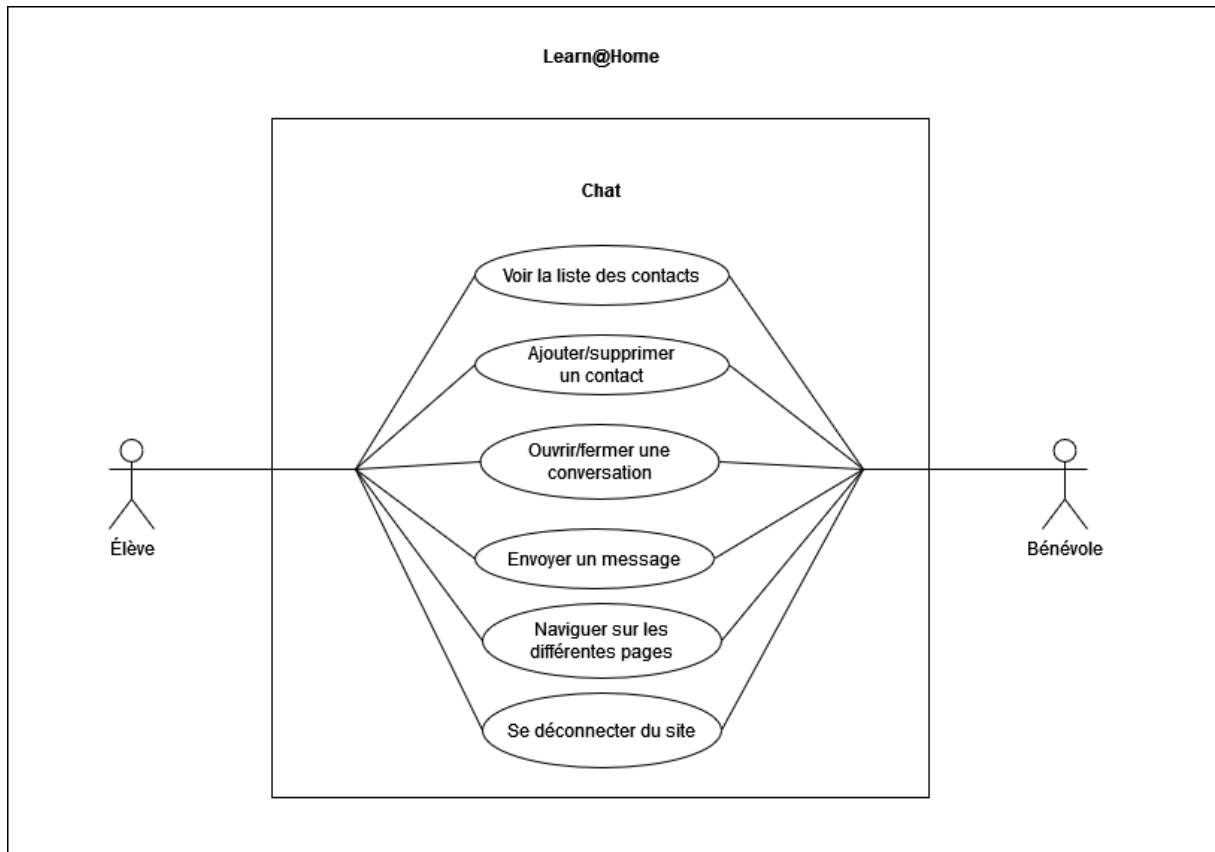 Learn@Home
Chat
Voir la liste des contacts
Ajouter/supprimer
un contact
Ouvrir/fermer une
conversation
Élève
Bénévole
Envoyer un message
Naviguer sur les
différentes pages
Se déconnecter du site